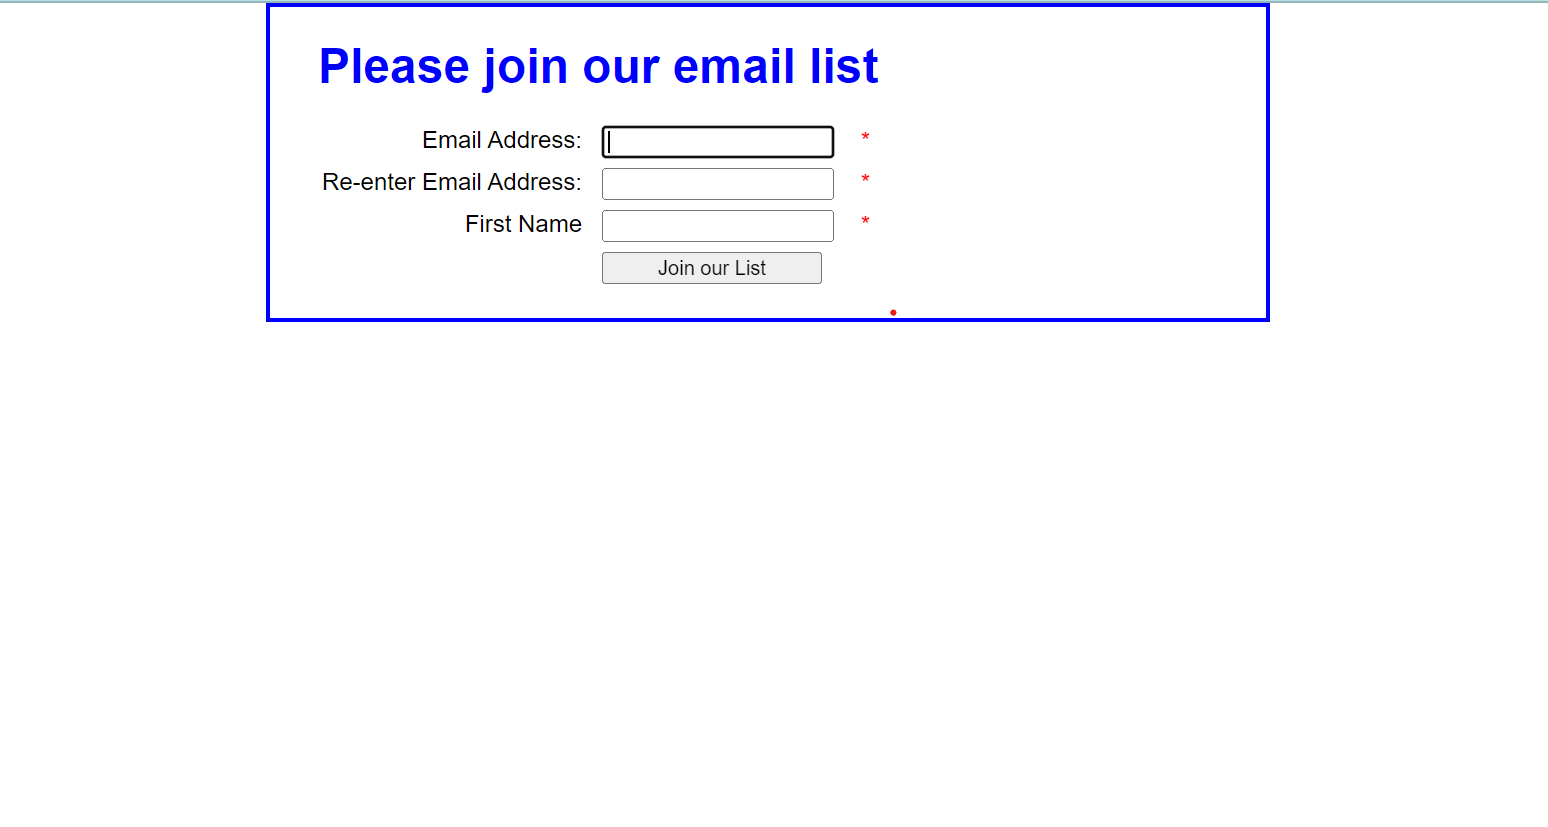 Please join our email list
Email Address: *
Re-enter Email Address: *
First Name *
Join our List